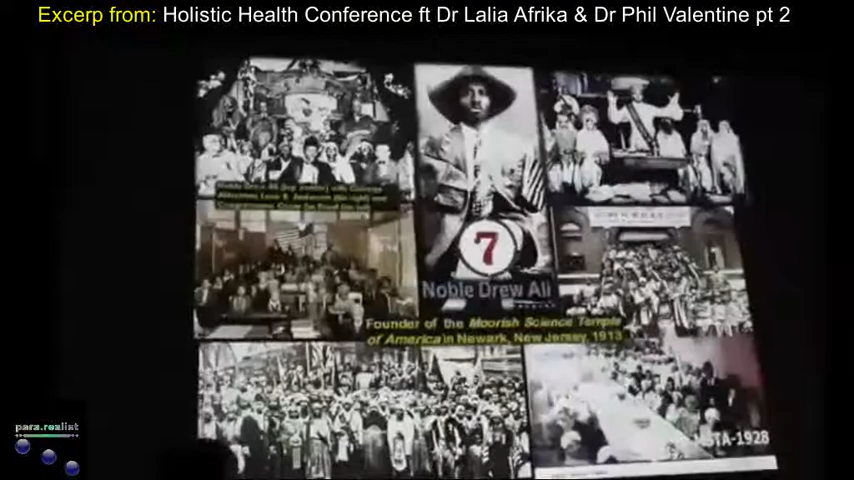 Excerp from: Holistic Health Conference ft Dr Lalia Afrika & Dr Phil Valentine pt 2
7
Noble Drew Ali
Founder of the Moorish Science Temple
of America in Newark, New Jersey, 1913
MSTA-1928
para.realist